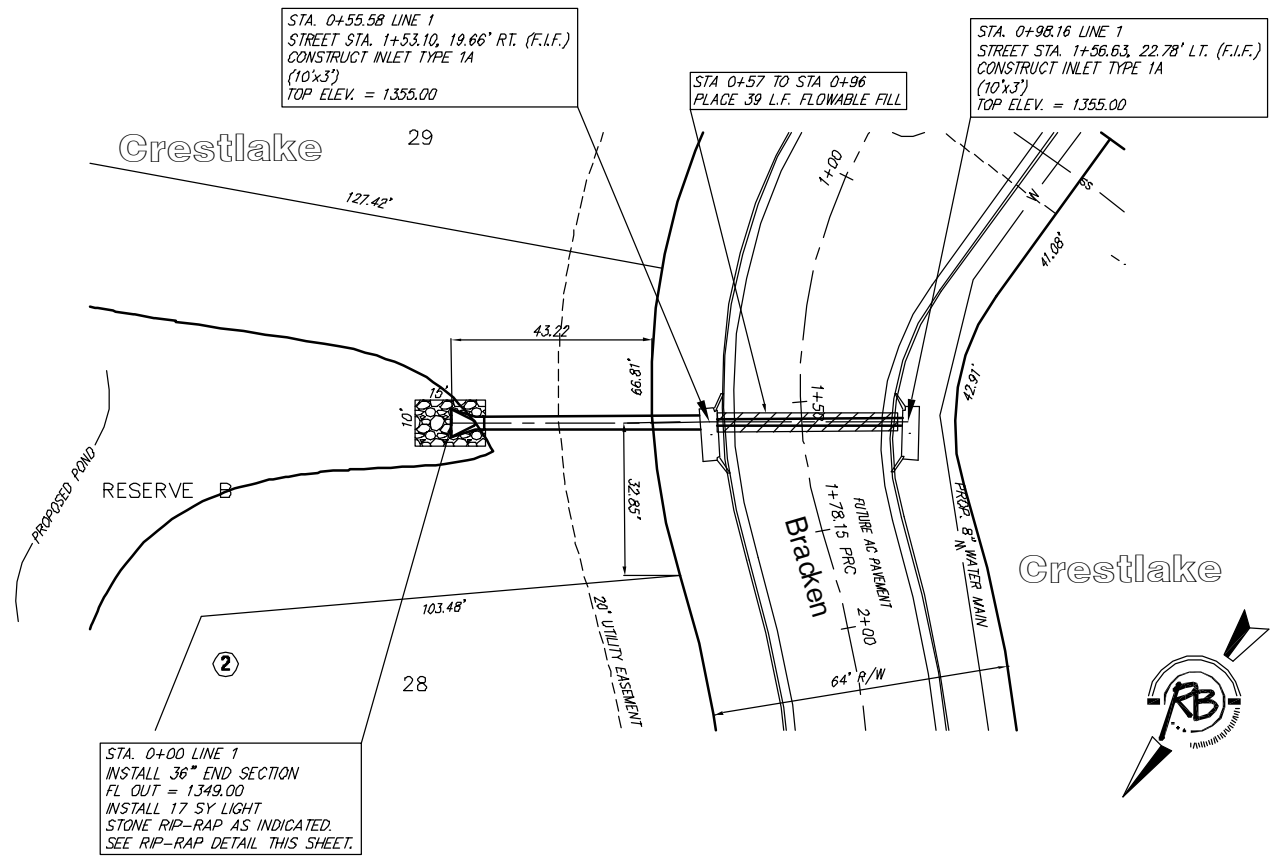 STA. 0+55.58 LINE 1
STREET STA. 1+53.10, 19.66' RT. (F.I.F.)
CONSTRUCT INLET TYPE 1A
(10'x3')
TOP ELEV. = 1355.00
STA 0+57 TO STA 0+96
PLACE 39 L.F. FLOWABLE FILL
STA. 0+98.16 LINE 1
STREET STA. 1+56.63, 22.78' LT. (F.I.F.)
CONSTRUCT INLET TYPE 1A
(10'x3')
TOP ELEV. = 1355.00
Crestlake
29
127.42'
1+00
W
SS
41.08'
43.22
66.81'
15'
10'
1+50
42.91'
PROPOSED POND
RESERVE B
32.85'
Bracken
1+78.15 PRC
FUTURE AC PAVEMENT
2+00
PROP. 8" WATER MAIN
W
Crestlake
103.48'
20' UTILITY EASEMENT
64' R/W
2
28
RB
STA. 0+00 LINE 1
INSTALL 36" END SECTION
FL OUT = 1349.00
INSTALL 17 SY LIGHT
STONE RIP-RAP AS INDICATED.
SEE RIP-RAP DETAIL THIS SHEET.